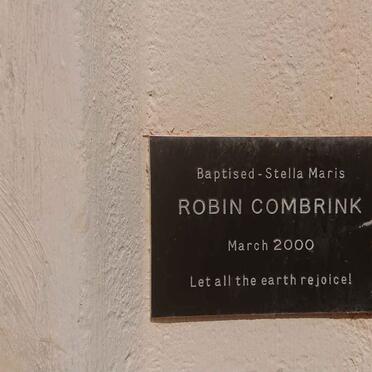 Baptised - Stella Maris
ROBIN COMBRINK
March 2000
Let all the earth rejoice!